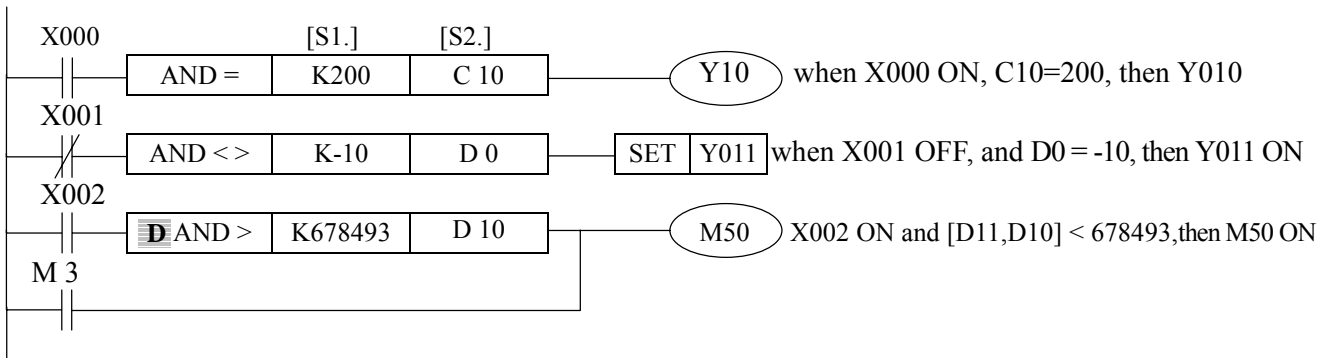 X000 [S1.] [S2.]
AND = K200 C 10 Y10 when X000 ON, C10=200, then Y010
X001
AND < > K-10 D 0 SET Y011 when X001 OFF, and D0 = -10, then Y011 ON
X002
D AND > K678493 D 10 M50 X002 ON and [D11,D10] < 678493,then M50 ON
M 3